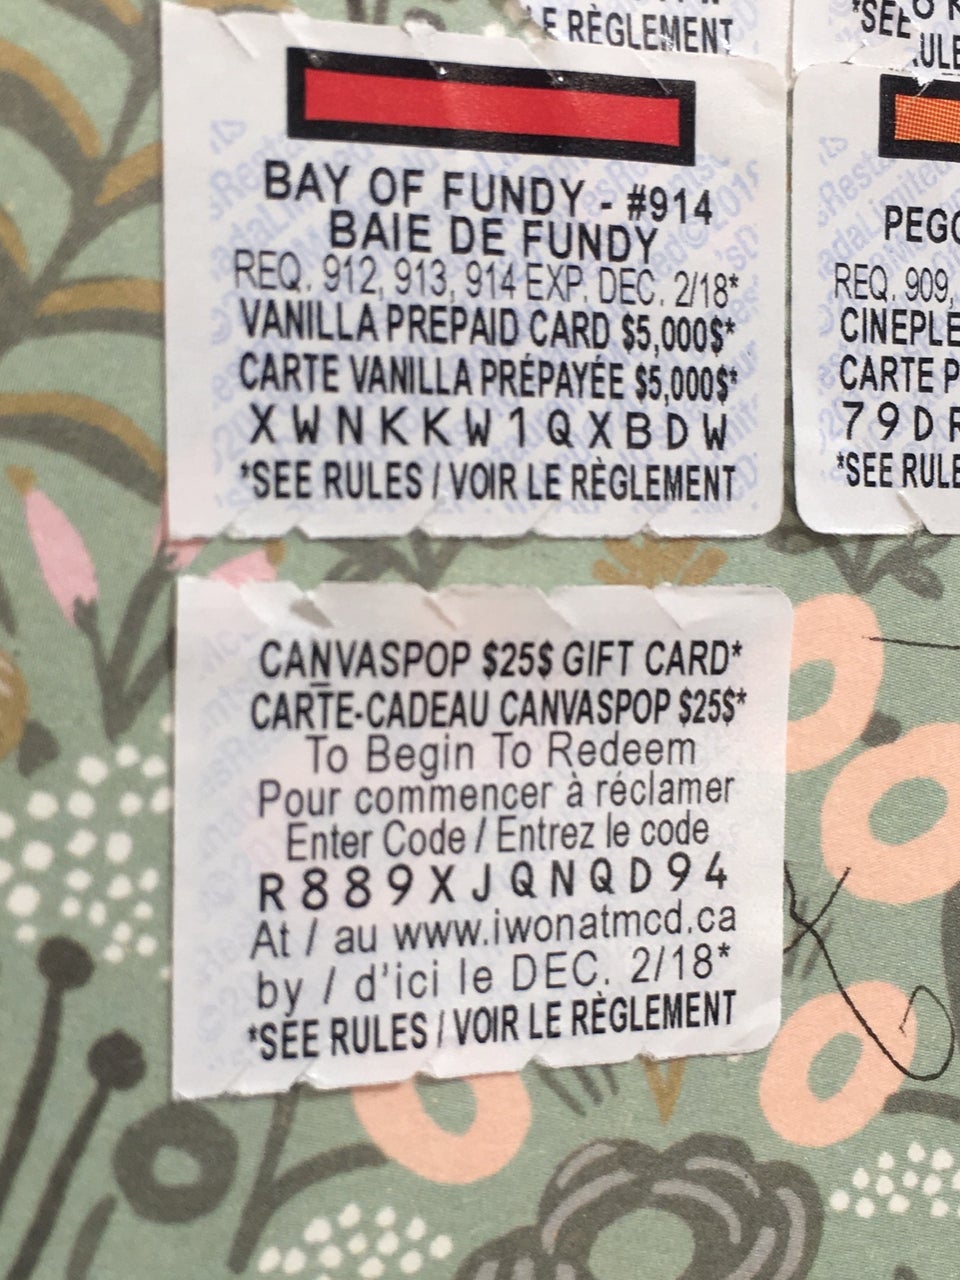 E RÈGLEMENT
*SEE
BAY OF FUNDY - #914
BAIE DE FUNDY
REQ. 912, 913, 914 EXP. DEC. 2/18*
VANILLA PREPAID CARD $5,000$*
CARTE VANILLA PRÉPAYÉE $5,000$*
XWNKKW1QXBDW
*SEE RULES / VOIR LE RÈGLEMENT
PEGG
REQ. 909,
CINEPLE
CARTE P
79DR
*SEE RULE
CANVASPOP $25$ GIFT CARD*
CARTE-CADEAU CANVASPOP $25$*
To Begin To Redeem
Pour commencer à réclamer
Enter Code / Entrez le code
R889XJQNQD94
At / au www.iwonatmcd.ca
by / d'ici le DEC. 2/18*
*SEE RULES / VOIR LE RÈGLEMENT